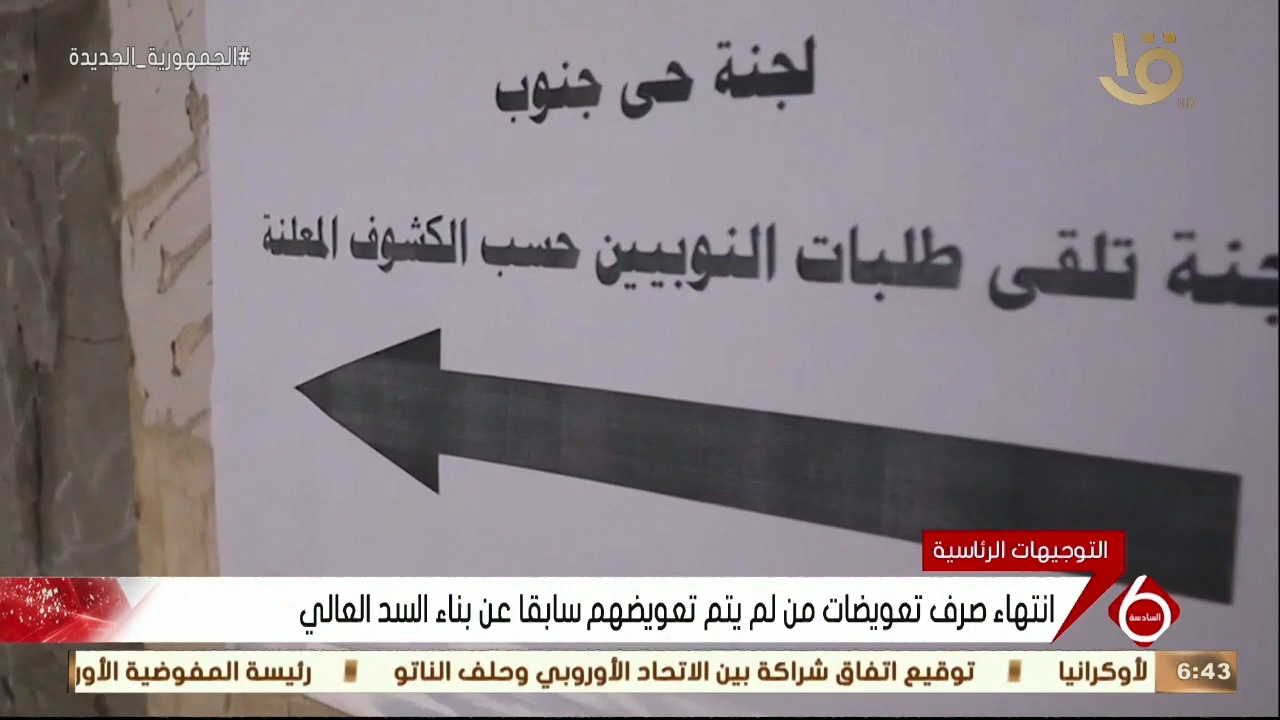 #الجمهورية_الجديدة
HD
لجنة حى جنوب
تلقى طلبات النوبيين حسب الكشوف المعلنة
التوجيهات الرئاسية
انتهاء صرف تعويضات من لم يتم تعويضهم سابقا عن بناء السد العالي
السادسة
6:43 لأوكرانيا توقيع اتفاق شراكة بين الاتحاد الأوروبي وحلف الناتو رئيسة المفوضية